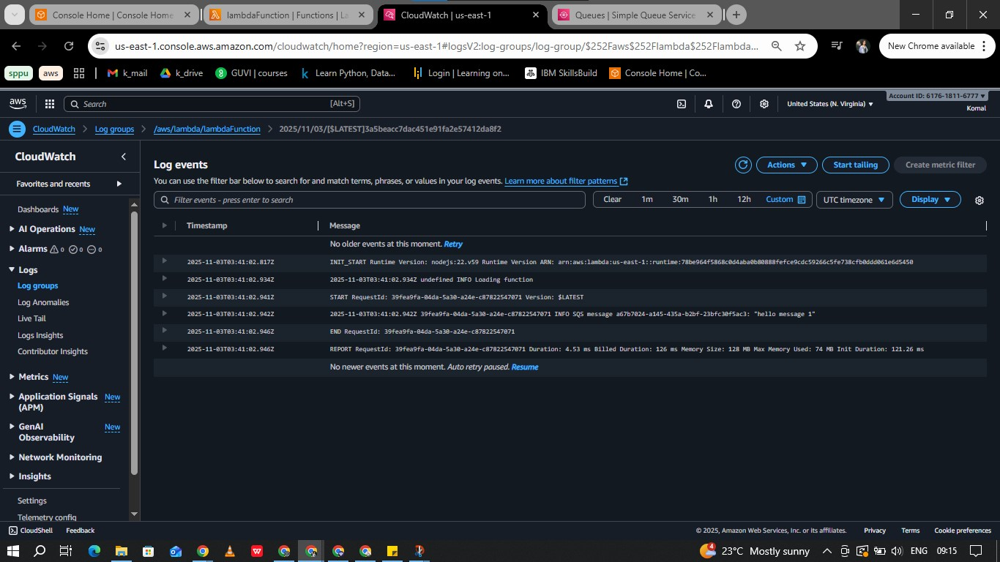 Console Home | Console Home
lambdaFunction | Functions | La
CloudWatch | us-east-1
Queues | Simple Queue Service
us-east-1.console.aws.amazon.com/cloudwatch/home?region=us-east-1#logsV2:log-groups/log-group/$252Faws$252Flambda$252Flambda...
New Chrome available
sppu
aws
k_mail
k_drive
GUVI | courses
Learn Python, Data...
Login | Learning on...
IBM SkillsBuild
Console Home | Co...
aws
Search
[Alt+S]
United States (N. Virginia)
Account ID: 6176-1811-6777
Komal
CloudWatch
Log groups
/aws/lambda/lambdaFunction
2025/11/03/[$LATEST]3a5beacc7dac451e91fa2e57412da8f2
CloudWatch
Favorites and recents
Dashboards New
AI Operations New
Alarms 0 0 0
Logs
Log groups
Log Anomalies
Live Tail
Logs Insights
Contributor Insights
Metrics New
Application Signals (APM) New
GenAI Observability New
Network Monitoring
Insights
Settings
Telemetry config
Log events
Actions
Start tailing
Create metric filter
You can use the filter bar below to search for and match terms, phrases, or values in your log events. Learn more about filter patterns
Filter events - press enter to search
Clear 1m 30m 1h 12h Custom
UTC timezone
Display
Timestamp Message
No older events at this moment. Retry
2025-11-03T03:41:02.817Z INIT_START Runtime Version: nodejs:22.v59 Runtime Version ARN: arn:aws:lambda:us-east-1::runtime:78be964f5868c0d4aba0b80888fefce9cdc59266c5fe738cfb0ddd061e6d5450
2025-11-03T03:41:02.934Z 2025-11-03T03:41:02.934Z undefined INFO Loading function
2025-11-03T03:41:02.941Z START RequestId: 39fea9fa-04da-5a30-a24e-c87822547071 Version: $LATEST
2025-11-03T03:41:02.942Z 2025-11-03T03:41:02.942Z 39fea9fa-04da-5a30-a24e-c87822547071 INFO SQS message a67b7024-a145-435a-b2bf-23bfc30f5ac3: "hello message 1"
2025-11-03T03:41:02.946Z END RequestId: 39fea9fa-04da-5a30-a24e-c87822547071
2025-11-03T03:41:02.946Z REPORT RequestId: 39fea9fa-04da-5a30-a24e-c87822547071 Duration: 4.53 ms Billed Duration: 126 ms Memory Size: 128 MB Max Memory Used: 74 MB Init Duration: 121.26 ms
No newer events at this moment. Auto retry paused. Resume
CloudShell
Feedback
© 2025, Amazon Web Services, Inc. or its affiliates.
Privacy
Terms
Cookie preferences
4
23°C Mostly sunny
ENG
09:15